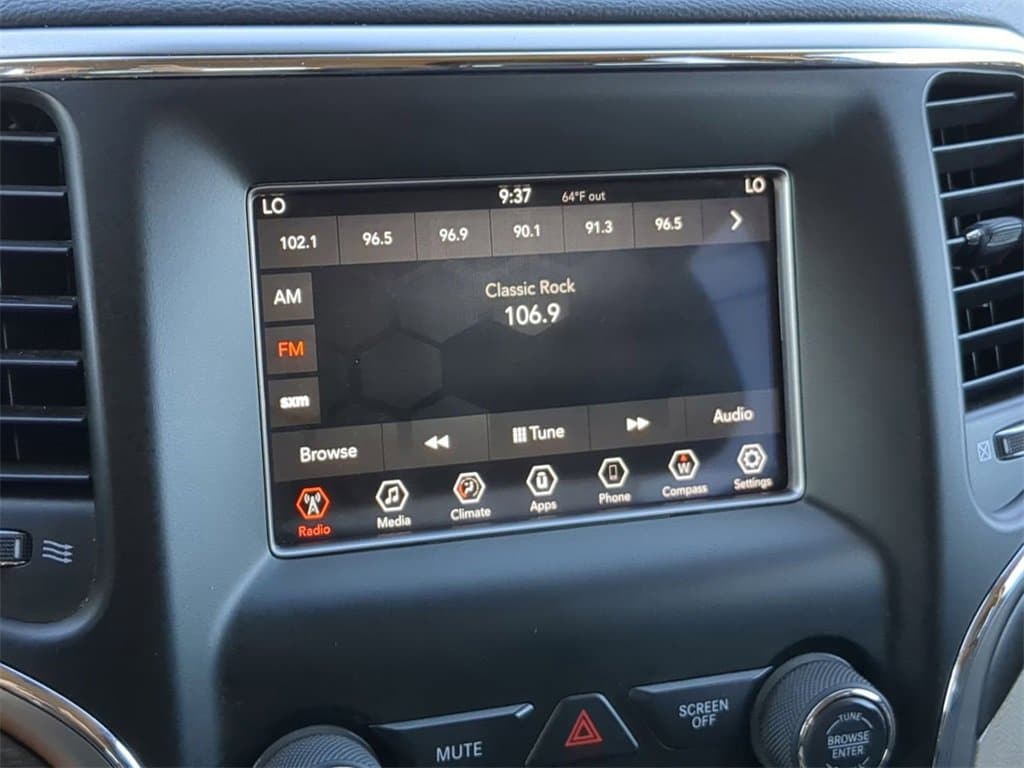 LO 9:37 64°F out LO
102.1 96.5 96.9 90.1 91.3 96.5
AM
Classic Rock
106.9
FM
sxm
Browse Tune Audio
Radio Media Climate Apps Phone W Compass Settings
MUTE
SCREEN
OFF
TUNE
BROWSE
ENTER